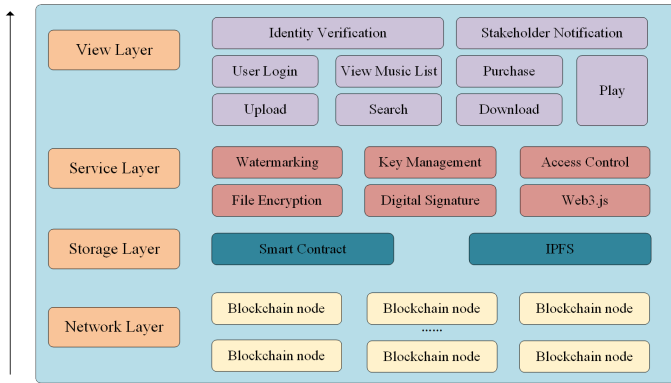 View Layer
Identity Verification
Stakeholder Notification
User Login
View Music List
Purchase
Play
Upload
Search
Download
Service Layer
Watermarking
Key Management
Access Control
File Encryption
Digital Signature
Web3.js
Storage Layer
Smart Contract
IPFS
Network Layer
Blockchain node
Blockchain node
Blockchain node
......
Blockchain node
Blockchain node
Blockchain node